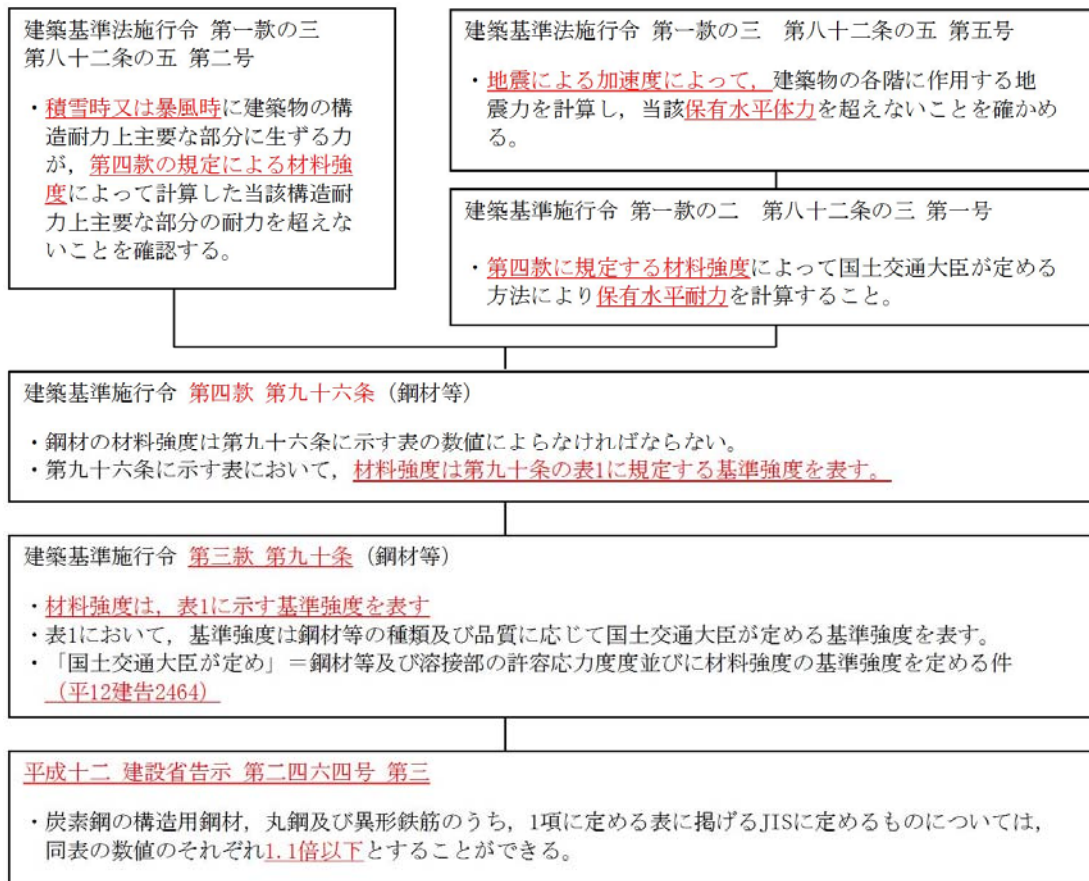 建築基準法施行令 第一款の三
第八十二条の五 第二号
・積雪時又は暴風時に建築物の構
造耐力上主要な部分に生ずる力
が，第四款の規定による材料強
度によって計算した当該構造耐
力上主要な部分の耐力を超えな
いことを確認する。
建築基準法施行令 第一款の三　第八十二条の五 第五号
・地震による加速度によって，建築物の各階に作用する地
震力を計算し，当該保有水平体力を超えないことを確かめ
る。
建築基準施行令 第一款の二　第八十二条の三 第一号
・第四款に規定する材料強度によって国土交通大臣が定める
方法により保有水平耐力を計算すること。
建築基準施行令 第四款 第九十六条（鋼材等）
・鋼材の材料強度は第九十六条に示す表の数値によらなければならない。
・第九十六条に示す表において，材料強度は第九十条の表1に規定する基準強度を表す。
建築基準施行令 第三款 第九十条（鋼材等）
・材料強度は，表1に示す基準強度を表す
・表1において，基準強度は鋼材等の種類及び品質に応じて国土交通大臣が定める基準強度を表す。
・「国土交通大臣が定め」＝鋼材等及び溶接部の許容応力度度並びに材料強度の基準強度を定める件
（平12建告2464）
平成十二 建設省告示 第二四六四号 第三
・炭素鋼の構造用鋼材，丸鋼及び異形鉄筋のうち，1項に定める表に掲げるJISに定めるものについては，
同表の数値のそれぞれ1.1倍以下とすることができる。